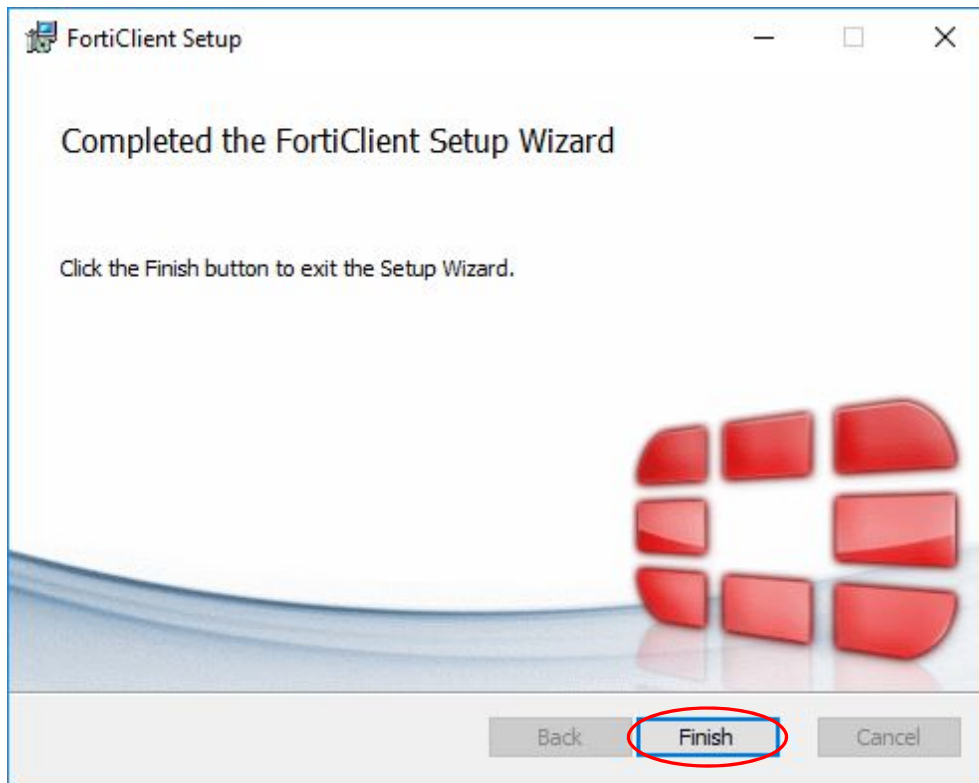 FortiClient Setup
Completed the FortiClient Setup Wizard
Click the Finish button to exit the Setup Wizard.
Back Finish Cancel